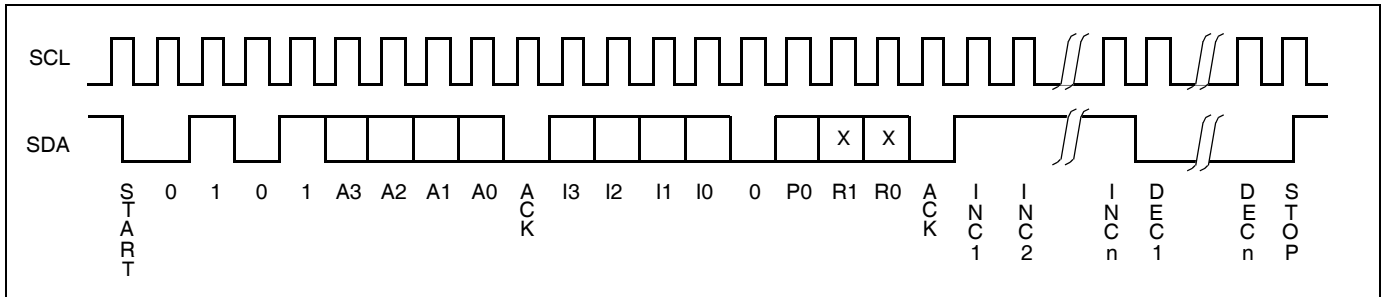 SCL
SDA
X X
START 0 1 0 1 A3 A2 A1 A0 ACK I3 I2 I1 I0 0 P0 R1 R0 ACK INC1 INC2 INCn DEC1 DECn STOP